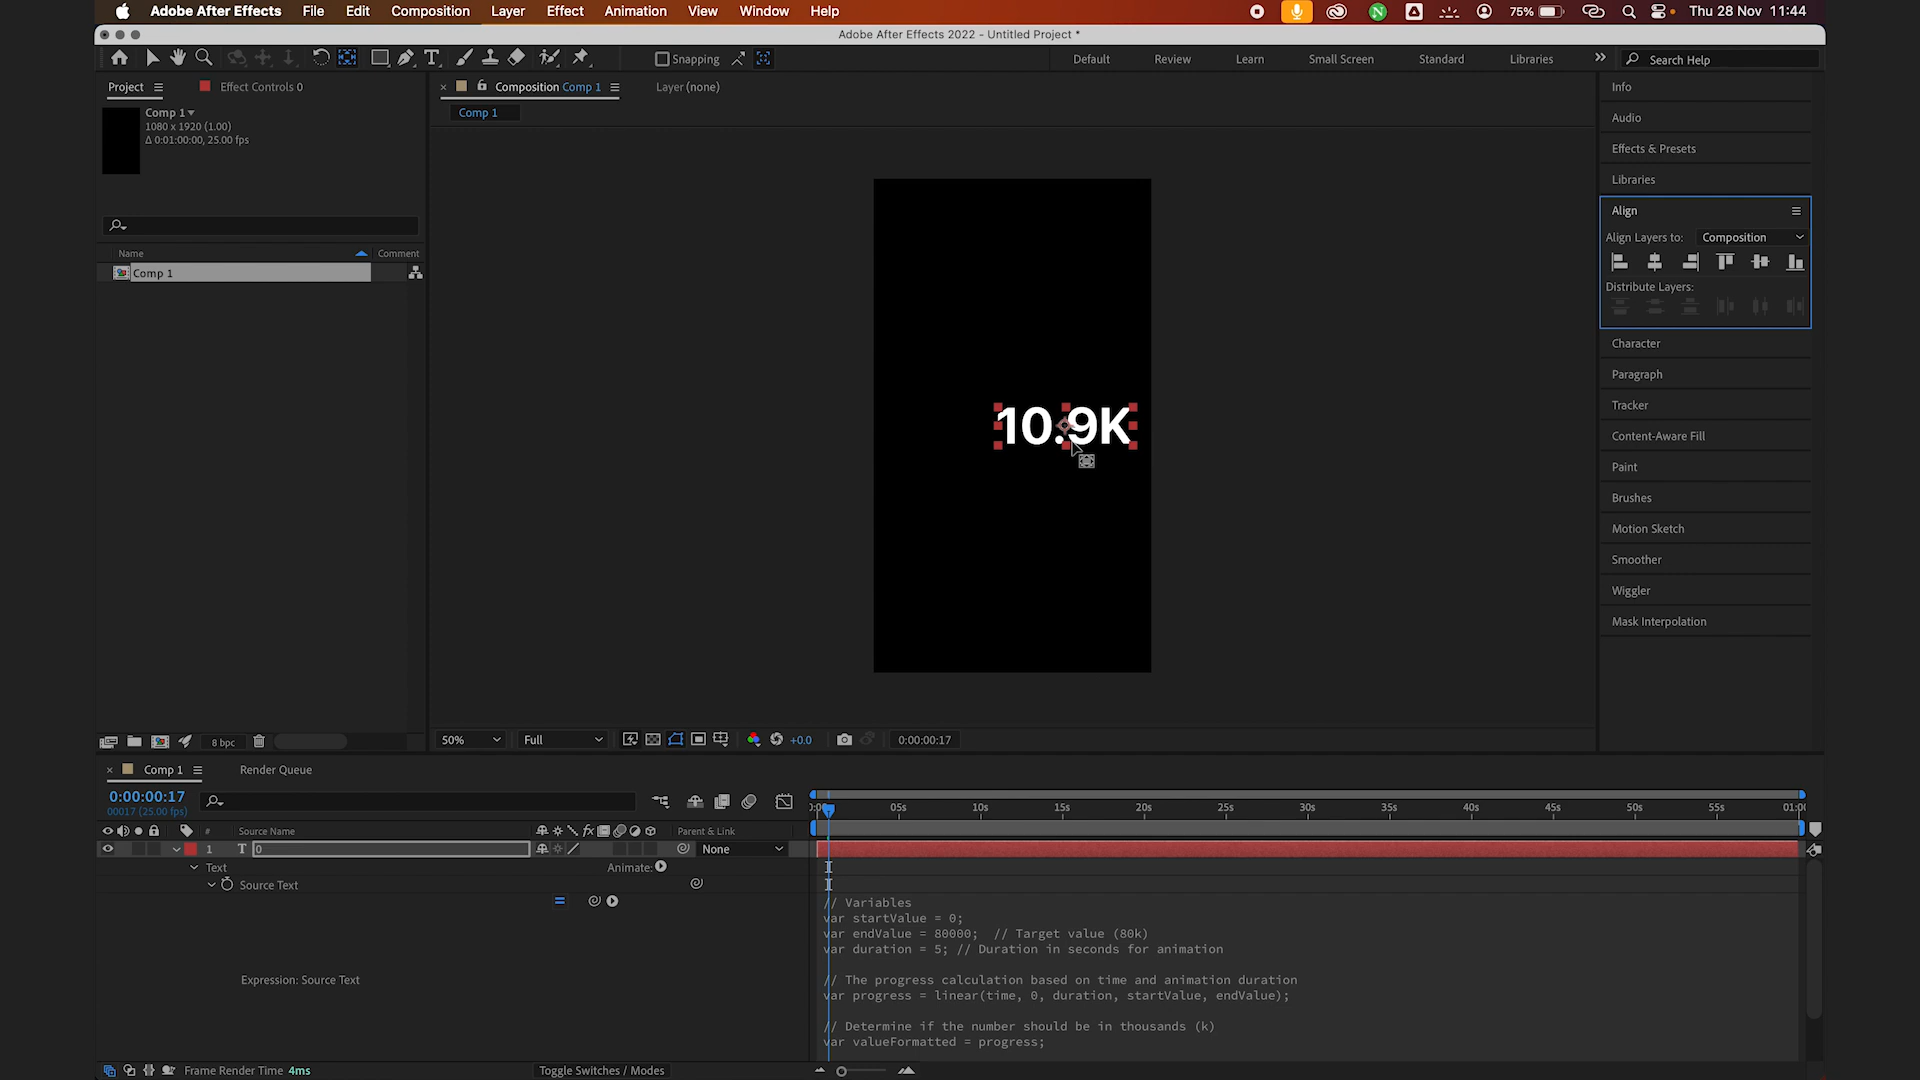 Adobe After Effects File Edit Composition Layer Effect Animation View Window Help 75% Thu 28 Nov 11:44
Adobe After Effects 2022 - Untitled Project *
Snapping Default Review Learn Small Screen Standard Libraries Search Help
Project Effect Controls 0
Composition Comp 1 Layer (none)
Comp 1
1080 x 1920 (1.00)
Δ 0:01:00:00, 25.00 fps
Comp 1
Name Comment
Comp 1
10.9K
Info
Audio
Effects & Presets
Libraries
Align
Align Layers to: Composition
Distribute Layers:
Character
Paragraph
Tracker
Content-Aware Fill
Paint
Brushes
Motion Sketch
Smoother
Wiggler
Mask Interpolation
8 bpc
50% Full +0.0 0:00:00:17
Comp 1 Render Queue
0:00:00:17
00017 (25.00 fps)
05s 10s 15s 20s 25s 30s 35s 40s 45s 50s 55s 01:0
# Source Name fx Parent & Link
1 T 0 None
Text Animate:
Source Text
Expression: Source Text
// Variables
var startValue = 0;
var endValue = 80000; // Target value (80k)
var duration = 5; // Duration in seconds for animation
// The progress calculation based on time and animation duration
var progress = linear(time, 0, duration, startValue, endValue);
// Determine if the number should be in thousands (k)
var valueFormatted = progress;
Frame Render Time 4ms
Toggle Switches / Modes